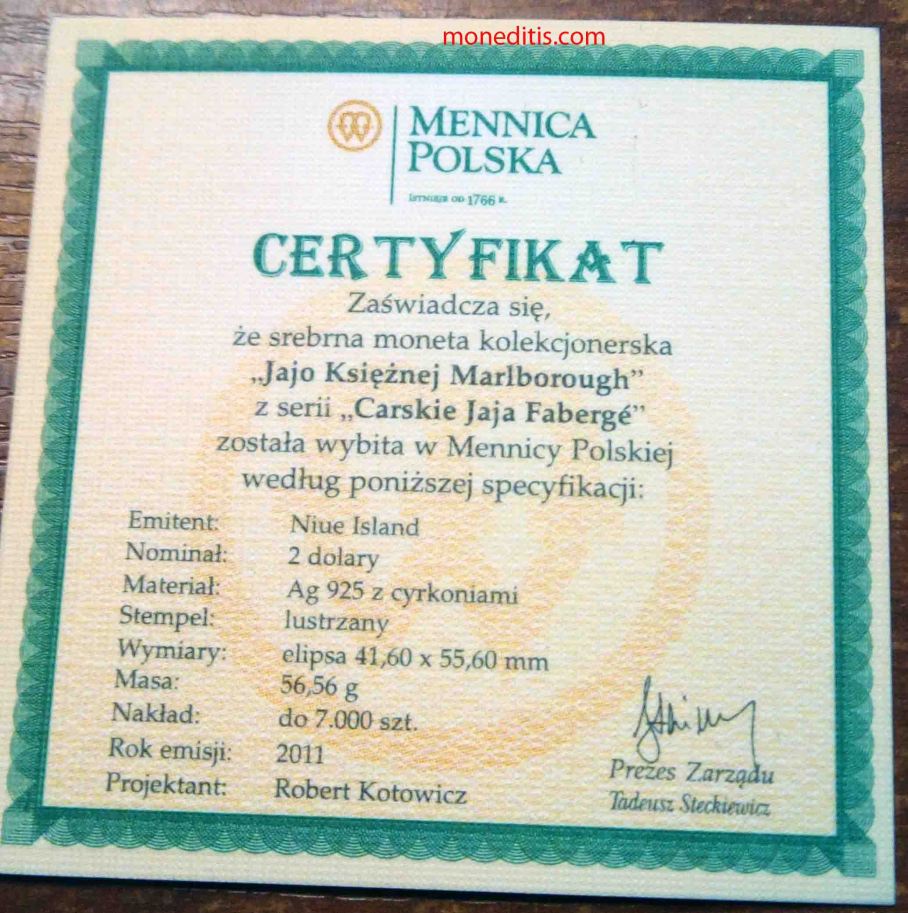 moneditis.com
MENNICA
POLSKA
ISTNIEJE OD 1766 R.
CERTYFIKAT
Zaświadcza się,
że srebrna moneta kolekcjonerska
„Jajo Księżnej Marlborough”
z serii „Carskie Jaja Fabergé”
została wybita w Mennicy Polskiej
według poniższej specyfikacji:
Emitent: Niue Island
Nominał: 2 dolary
Materiał: Ag 925 z cyrkoniami
Stempel: lustrzany
Wymiary: elipsa 41,60 x 55,60 mm
Masa: 56,56 g
Nakład: do 7.000 szt.
Rok emisji: 2011
Projektant: Robert Kotowicz
Prezes Zarządu
Tadeusz Steckiewicz